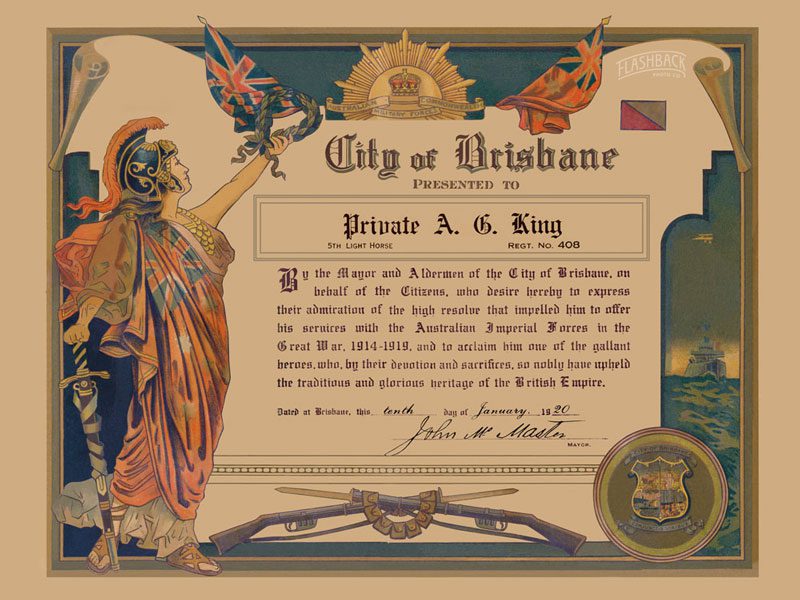 FLASHBACK
PHOTO CO.
AUSTRALIAN COMMONWEALTH
MILITARY FORCES
City of Brisbane
PRESENTED TO
Private A. G. King
5TH LIGHT HORSE REGT. NO. 408
By the Mayor and Aldermen of the City of Brisbane, on
behalf of the Citizens, who desire hereby to express
their admiration of the high resolve that impelled him to offer
his services with the Australian Imperial Forces in the
Great War, 1914-1919, and to acclaim him one of the gallant
heroes, who, by their devotion and sacrifices, so nobly have upheld
the traditions and glorious heritage of the British Empire.
Dated at Brisbane, this tenth day of January, 1920
John McMaster
MAYOR.
CITY OF BRISBANE